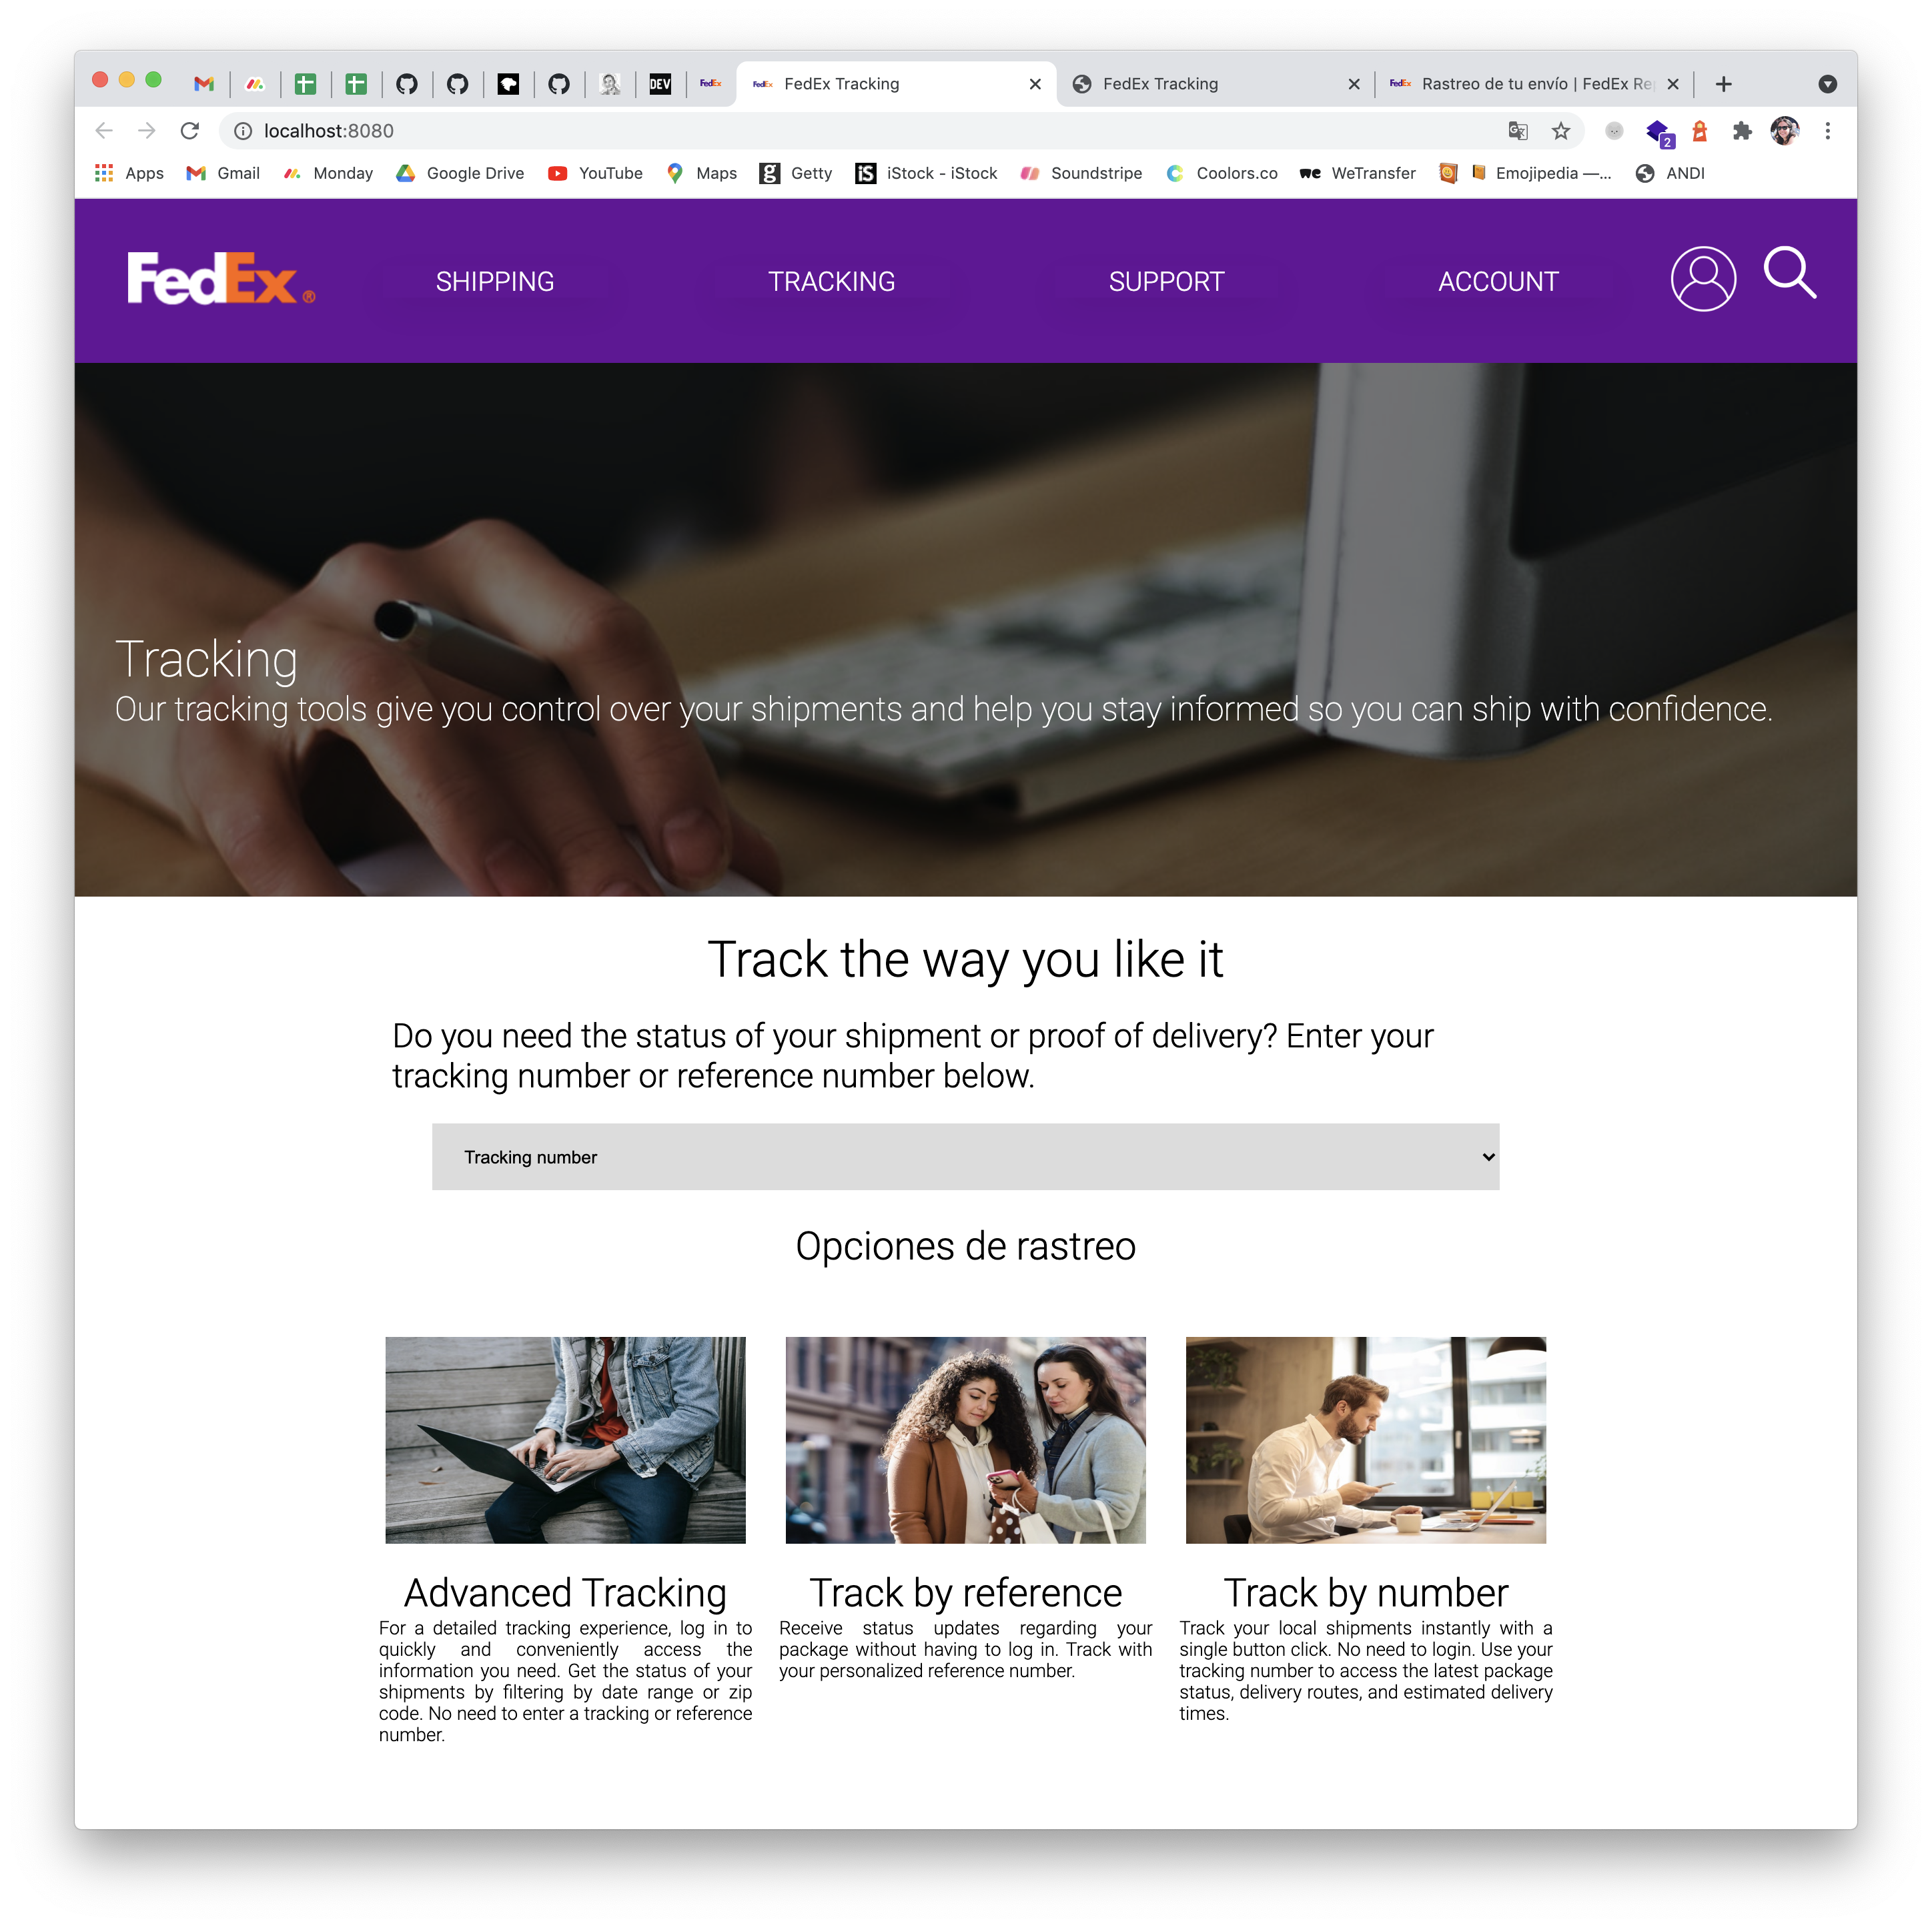 DEV
FedEx
FedEx
FedEx Tracking
FedEx Tracking
FedEx
Rastreo de tu envío | FedEx Re
localhost:8080
2
Apps
Gmail
Monday
Google Drive
YouTube
Maps
g
Getty
iS
iStock - iStock
Soundstripe
C
Coolors.co
we
WeTransfer
Emojipedia —...
ANDI
FedEx®
SHIPPING
TRACKING
SUPPORT
ACCOUNT
Tracking
Our tracking tools give you control over your shipments and help you stay informed so you can ship with confidence.
Track the way you like it
Do you need the status of your shipment or proof of delivery? Enter your
tracking number or reference number below.
Tracking number
Opciones de rastreo
Advanced Tracking
For a detailed tracking experience, log in to
quickly and conveniently access the
information you need. Get the status of your
shipments by filtering by date range or zip
code. No need to enter a tracking or reference
number.
Track by reference
Receive status updates regarding your
package without having to log in. Track with
your personalized reference number.
Track by number
Track your local shipments instantly with a
single button click. No need to login. Use your
tracking number to access the latest package
status, delivery routes, and estimated delivery
times.